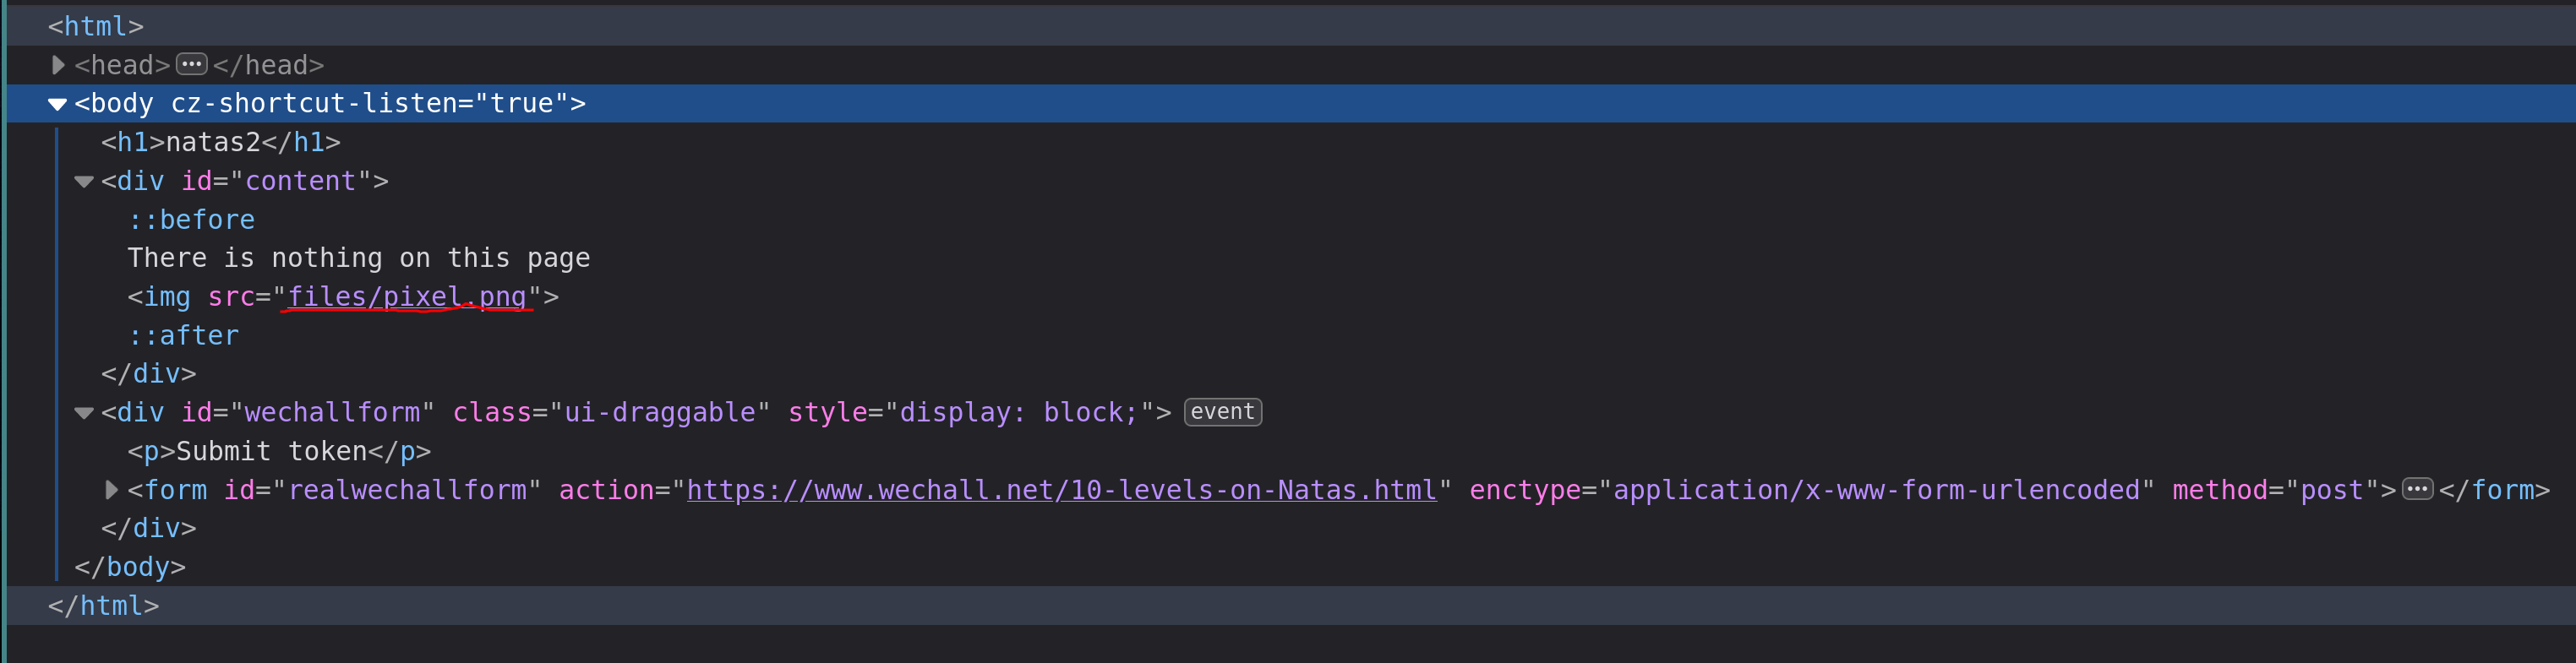 <html>
<head>•••</head>
<body cz-shortcut-listen="true">
<h1>natas2</h1>
<div id="content">
::before
There is nothing on this page
<img src="files/pixel.png">
::after
</div>
<div id="wechallform" class="ui-draggable" style="display: block;"> event
<p>Submit token</p>
<form id="realwechallform" action="https://www.wechall.net/10-levels-on-Natas.html" enctype="application/x-www-form-urlencoded" method="post">•••</form>
</div>
</body>
</html>